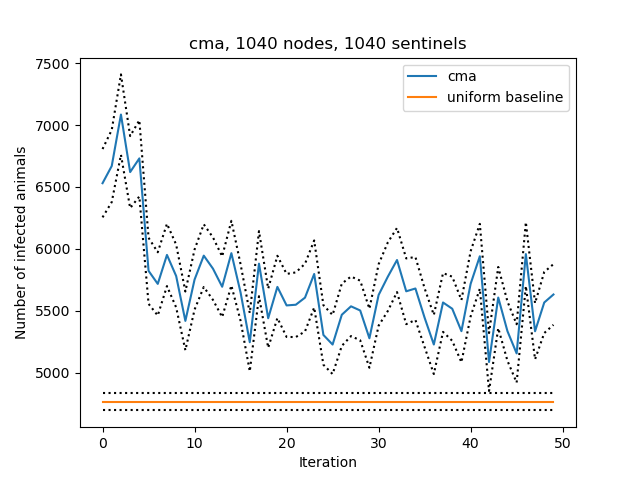 cma, 1040 nodes, 1040 sentinels
cma
uniform baseline
Number of infected animals
7500
7000
6500
6000
5500
5000
0 10 20 30 40 50
Iteration